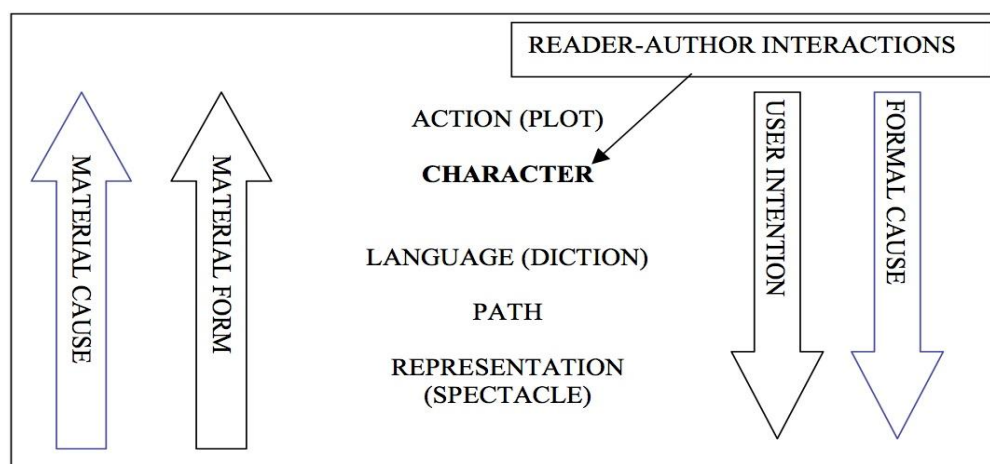 READER-AUTHOR INTERACTIONS
ACTION (PLOT)
CHARACTER
LANGUAGE (DICTION)
PATH
REPRESENTATION
(SPECTACLE)
MATERIAL CAUSE
MATERIAL FORM
USER INTENTION
FORMAL CAUSE